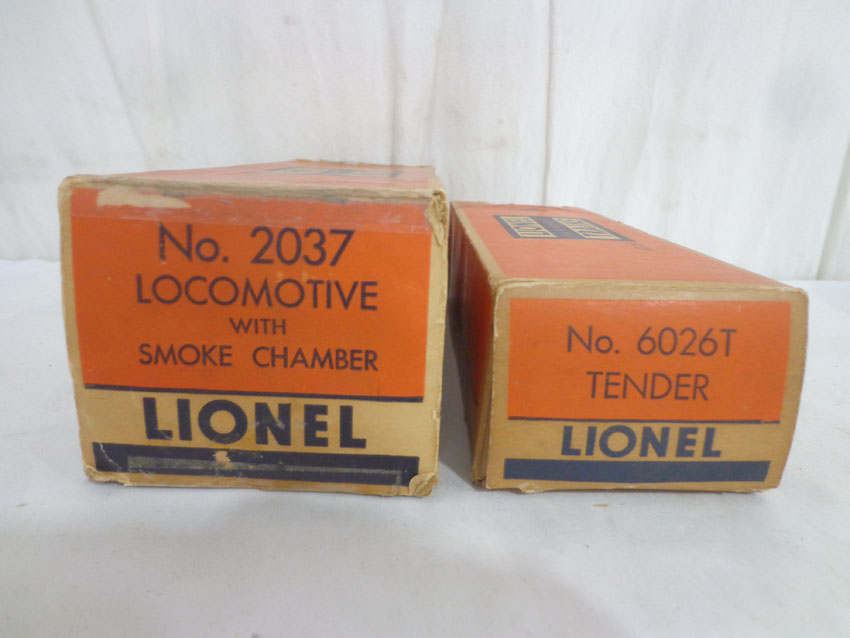 No. 2037
LOCOMOTIVE
WITH
SMOKE CHAMBER
LIONEL
No. 6026T
TENDER
LIONEL